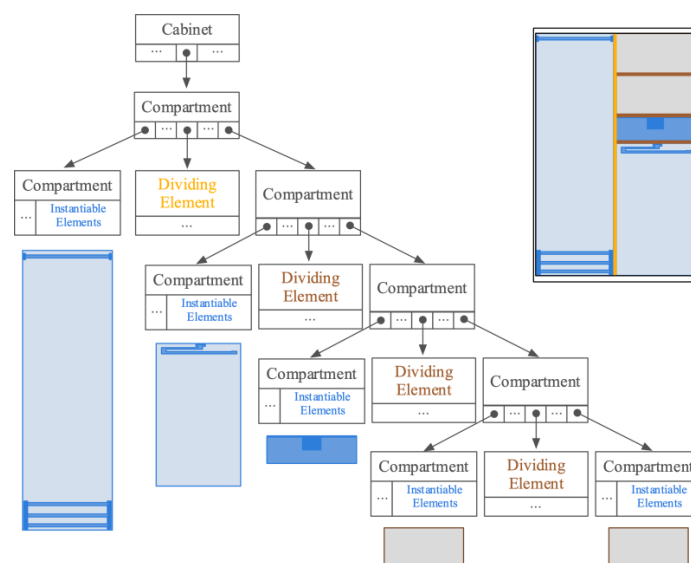 Cabinet
... ...
Compartment
... ...
Compartment
... Instantiable
Elements
Dividing
Element
...
Compartment
... ...
Compartment
... Instantiable
Elements
Dividing
Element
...
Compartment
... ...
Compartment
... Instantiable
Elements
Dividing
Element
...
Compartment
... ...
Compartment
... Instantiable
Elements
Dividing
Element
...
Compartment
... Instantiable
Elements